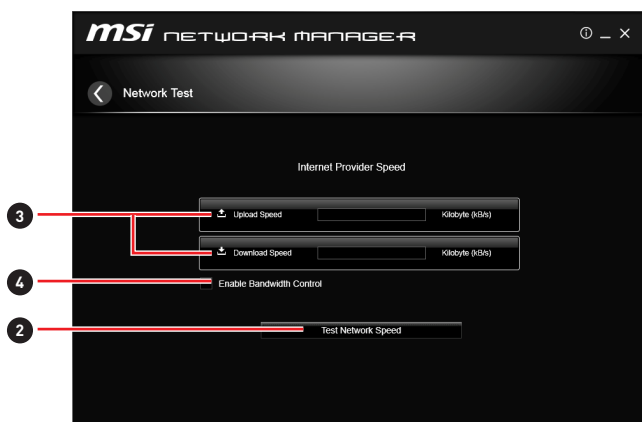 msi NETWORK MANAGER
Network Test
Internet Provider Speed
3
Upload Speed Kilobyte (kB/s)
Download Speed Kilobyte (kB/s)
4 Enable Bandwidth Control
2 Test Network Speed